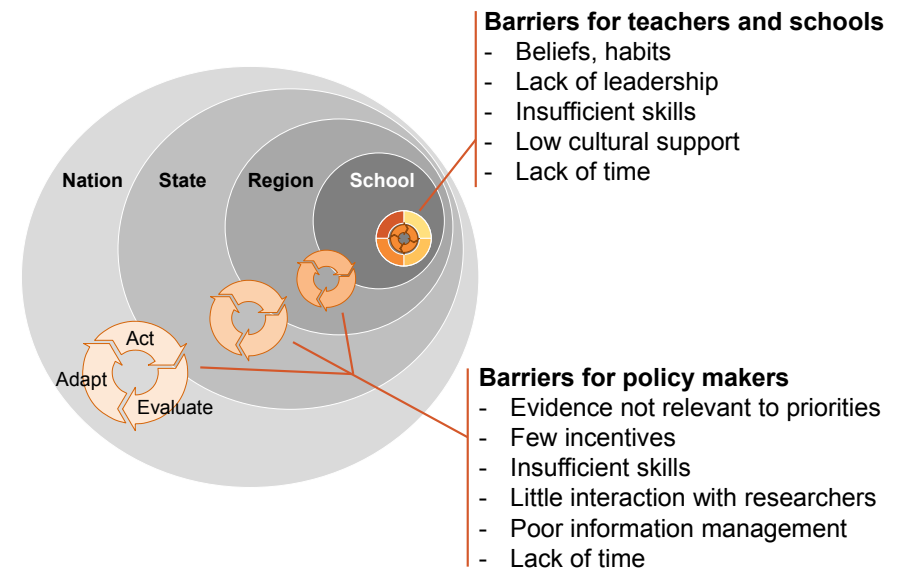 Barriers for teachers and schools
- Beliefs, habits
- Lack of leadership
- Insufficient skills
- Low cultural support
- Lack of time
Nation State Region School
Act
Adapt
Evaluate
Barriers for policy makers
- Evidence not relevant to priorities
- Few incentives
- Insufficient skills
- Little interaction with researchers
- Poor information management
- Lack of time